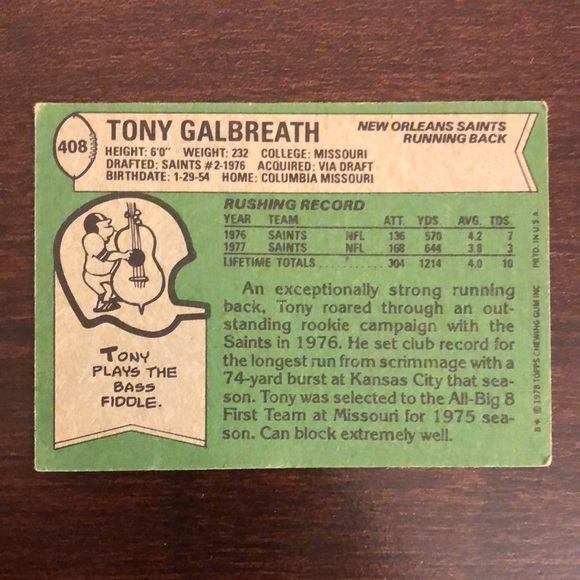 408
TONY GALBREATH
NEW ORLEANS SAINTS
RUNNING BACK
HEIGHT: 6'0" WEIGHT: 232 COLLEGE: MISSOURI
DRAFTED: SAINTS #2-1976 ACQUIRED: VIA DRAFT
BIRTHDATE: 1-29-54 HOME: COLUMBIA MISSOURI
RUSHING RECORD
YEAR TEAM ATT. YDS. AVG. TDS.
1976 SAINTS NFL 136 570 4.2 7
1977 SAINTS NFL 168 644 3.8 3
LIFETIME TOTALS 304 1214 4.0 10
An exceptionally strong running
back, Tony roared through an out-
standing rookie campaign with the
Saints in 1976. He set club record for
the longest run from scrimmage with a
74-yard burst at Kansas City that sea-
son. Tony was selected to the All-Big 8
First Team at Missouri for 1975 sea-
son. Can block extremely well.
TONY
PLAYS THE
BASS
FIDDLE.
B* © 1978 TOPPS CHEWING GUM INC PRTD. IN U.S.A.